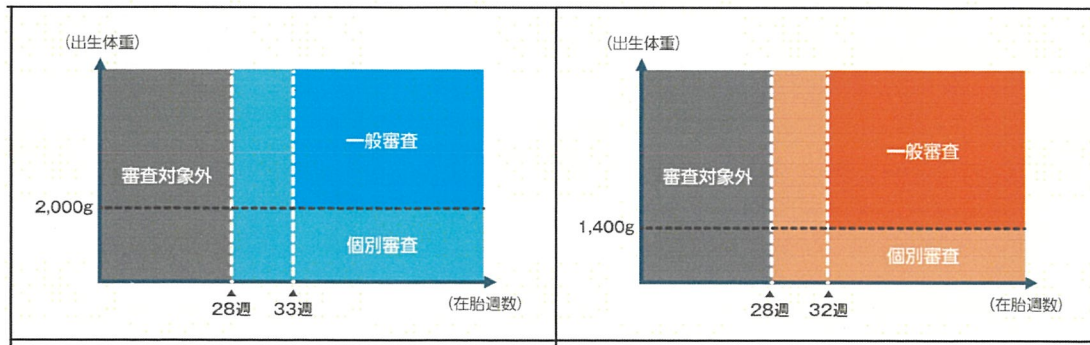 (出生体重)
一般審査
審査対象外
2,000g
個別審査
28週
33週
(在胎週数)
(出生体重)
一般審査
審査対象外
1,400g
個別審査
28週
32週
(在胎週数)